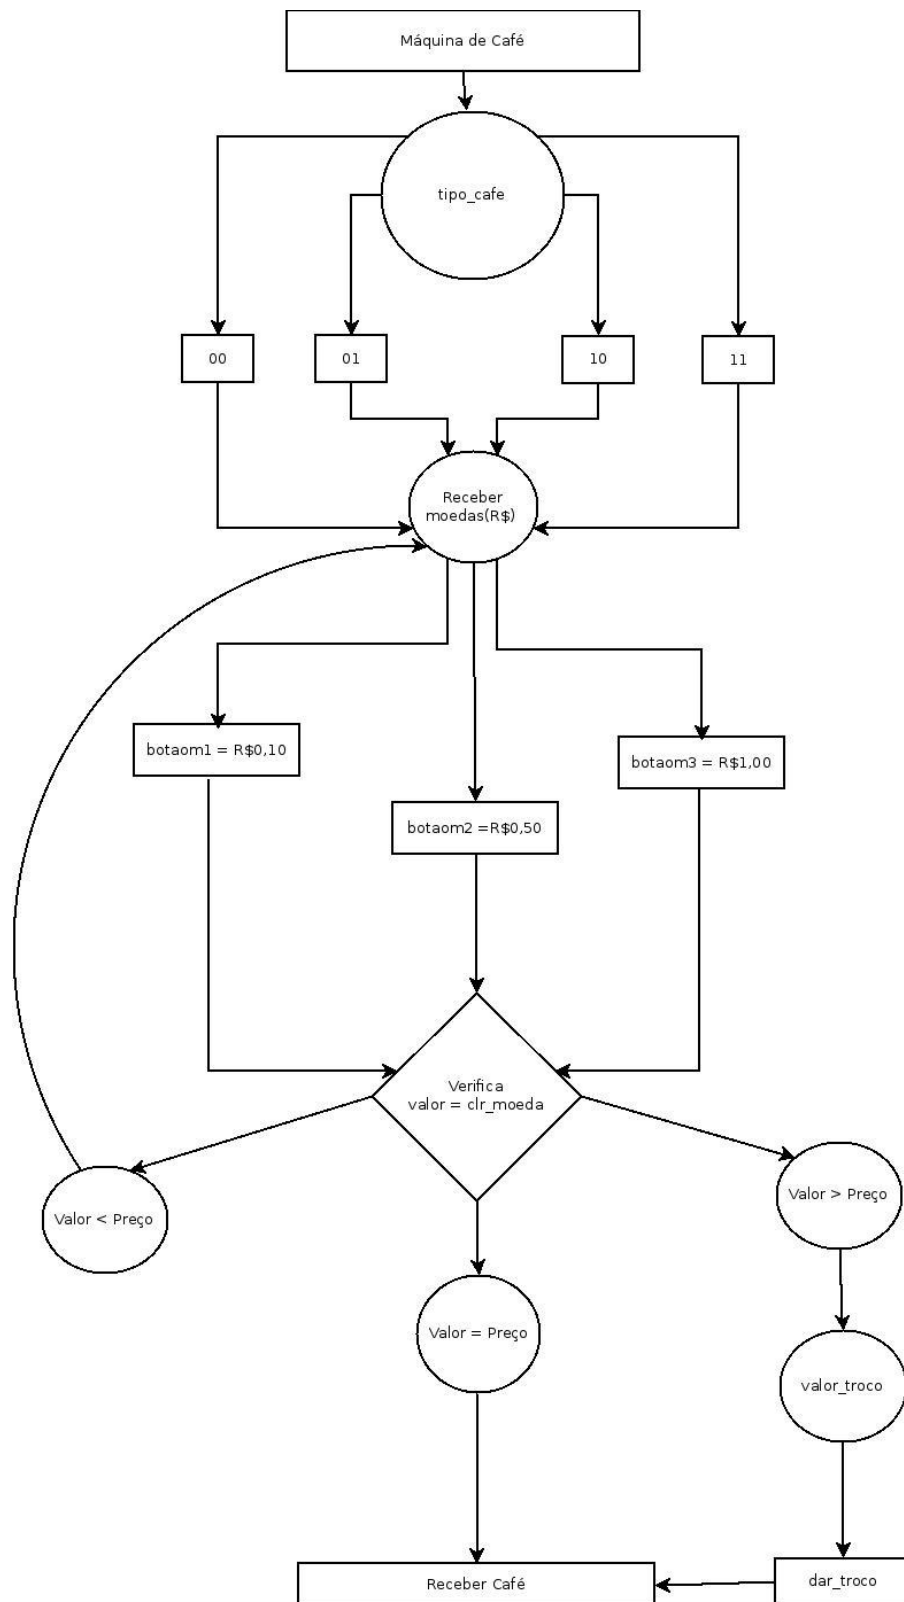 Máquina de Café
tipo_cafe
00
01
10
11
Receber
moedas(R$)
botaom1 = R$0,10
botaom3 = R$1,00
botaom2 =R$0,50
Verifica
valor = clr_moeda
Valor < Preço
Valor > Preço
Valor = Preço
valor_troco
dar_troco
Receber Café